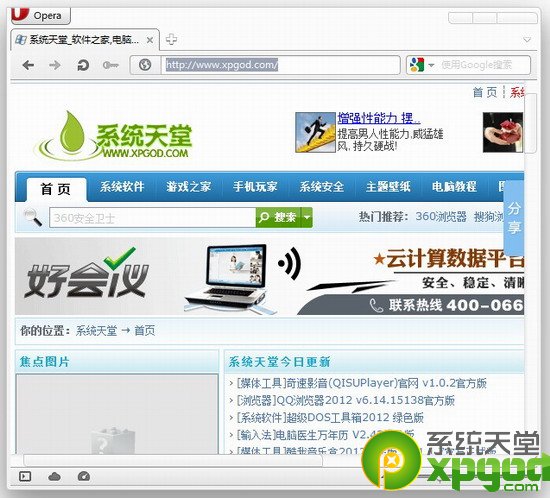 Opera
系统天堂_软件之家,电脑...
http://www.xpgod.com/
使用Google搜索
首 页 | 系统
系统天堂
WWW.XPGOD.COM
增强性能力 摆...
提高男人性能力,威猛雄
风,持久硬战!
首 页 系统软件 游戏之家 手机玩家 系统安全 主题壁纸 电脑教程
360安全卫士
搜索
热门推荐: 360浏览器 搜狗浏
分享
好会议
★云计算数据平台
安全、稳定、清晰
联系热线 400-066
你的位置: 系统天堂 → 首页
焦点图片
系统天堂今日更新
[媒体工具]奇速影音(QISUPlayer)官网 v1.0.2官方版
[浏览器]QQ浏览器2012 v6.14.15138官方版
[系统软件]超级DOS工具箱2012 绿色版
[输入法]电脑医生万年历 V2.4
[媒体工具]酷我音乐盒2012
系统天堂
xpgod